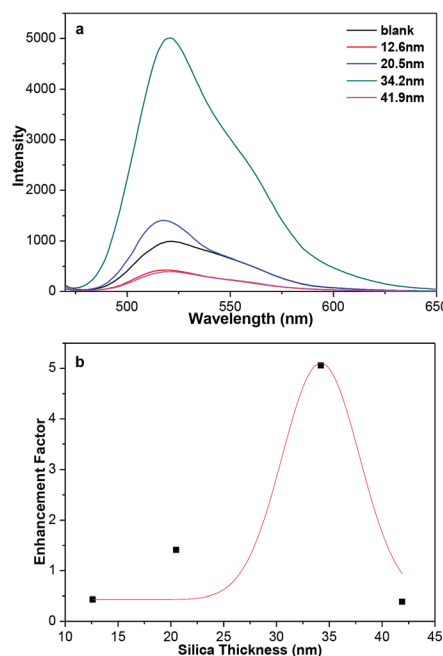 a
blank
12.6nm
20.5nm
34.2nm
41.9nm
5000
4000
3000
2000
1000
0
Intensity
500
550
600
650
Wavelength (nm)
b
5
4
3
2
1
0
Enhancement Factor
10
15
20
25
30
35
40
45
Silica Thickness (nm)